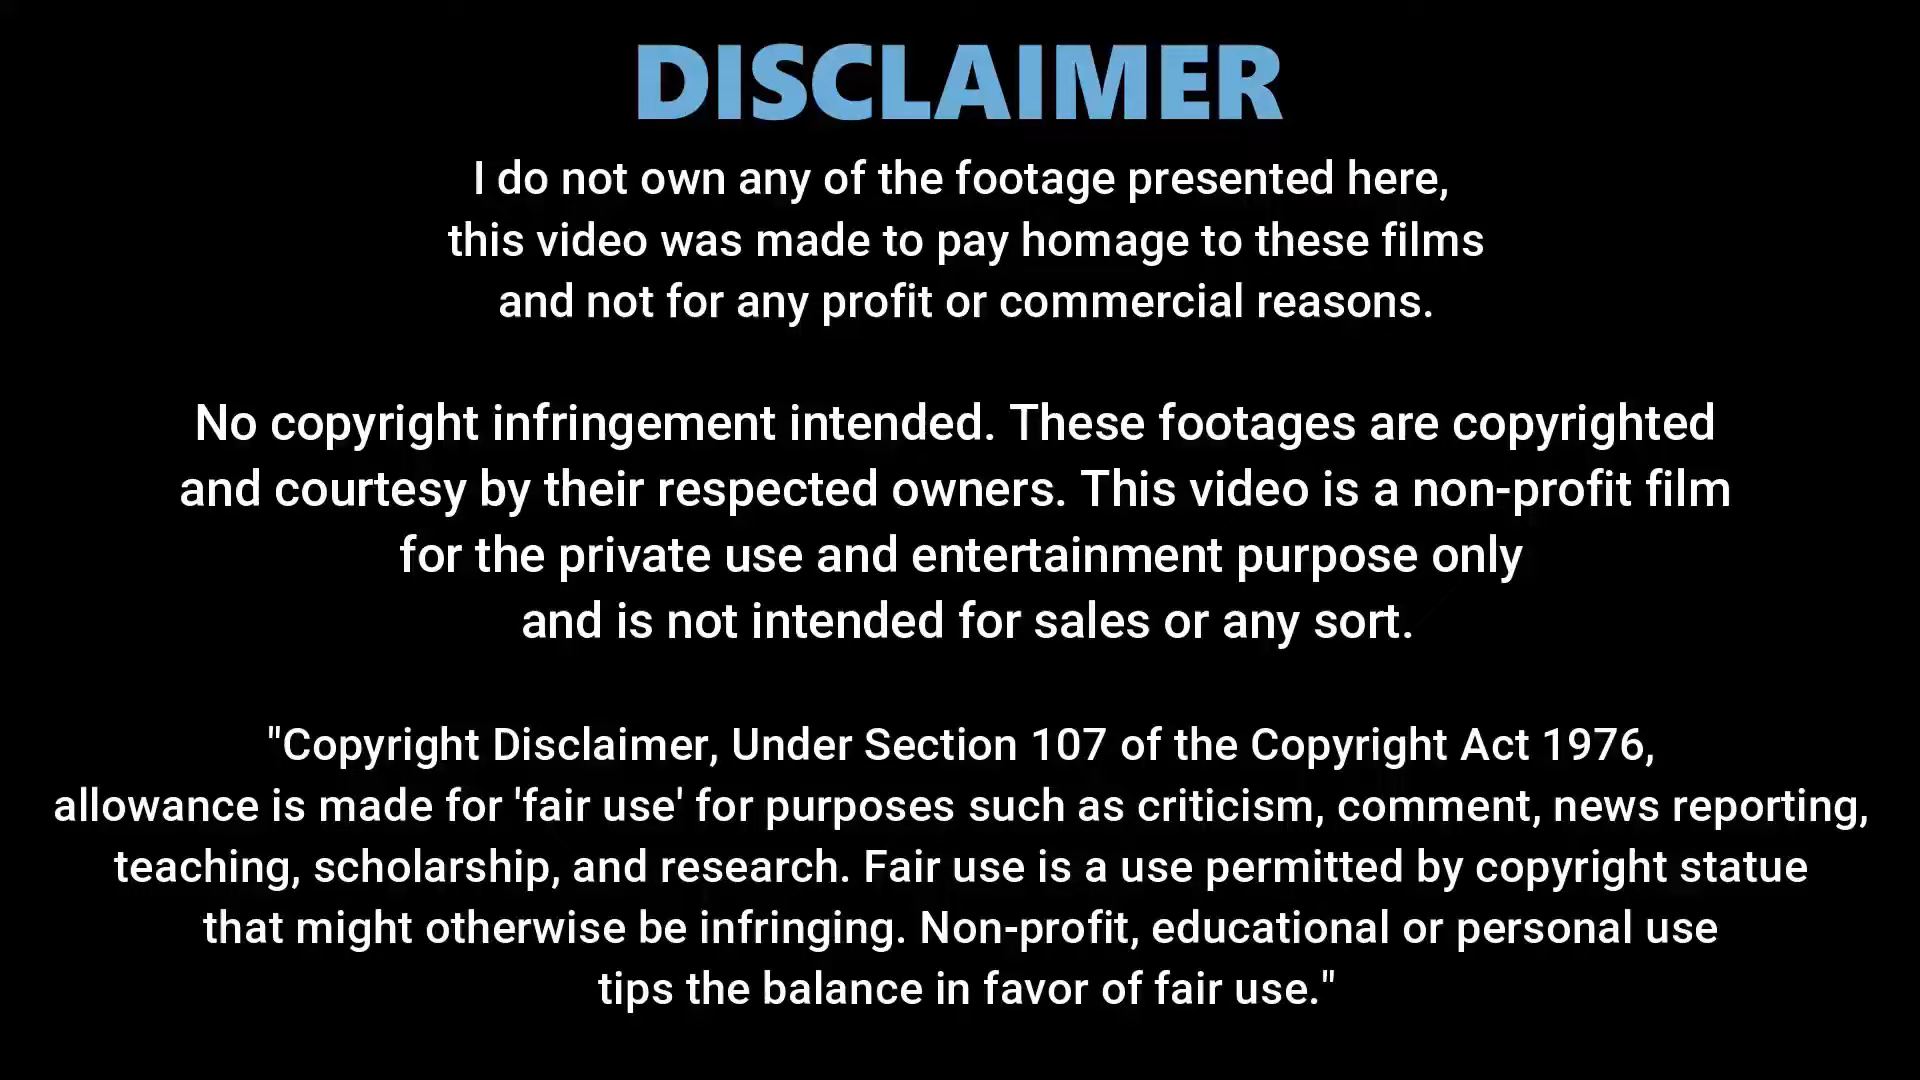 DISCLAIMER
I do not own any of the footage presented here,
this video was made to pay homage to these films
and not for any profit or commercial reasons.
No copyright infringement intended. These footages are copyrighted
and courtesy by their respected owners. This video is a non-profit film
for the private use and entertainment purpose only
and is not intended for sales or any sort.
"Copyright Disclaimer, Under Section 107 of the Copyright Act 1976,
allowance is made for 'fair use' for purposes such as criticism, comment, news reporting,
teaching, scholarship, and research. Fair use is a use permitted by copyright statue
that might otherwise be infringing. Non-profit, educational or personal use
tips the balance in favor of fair use."